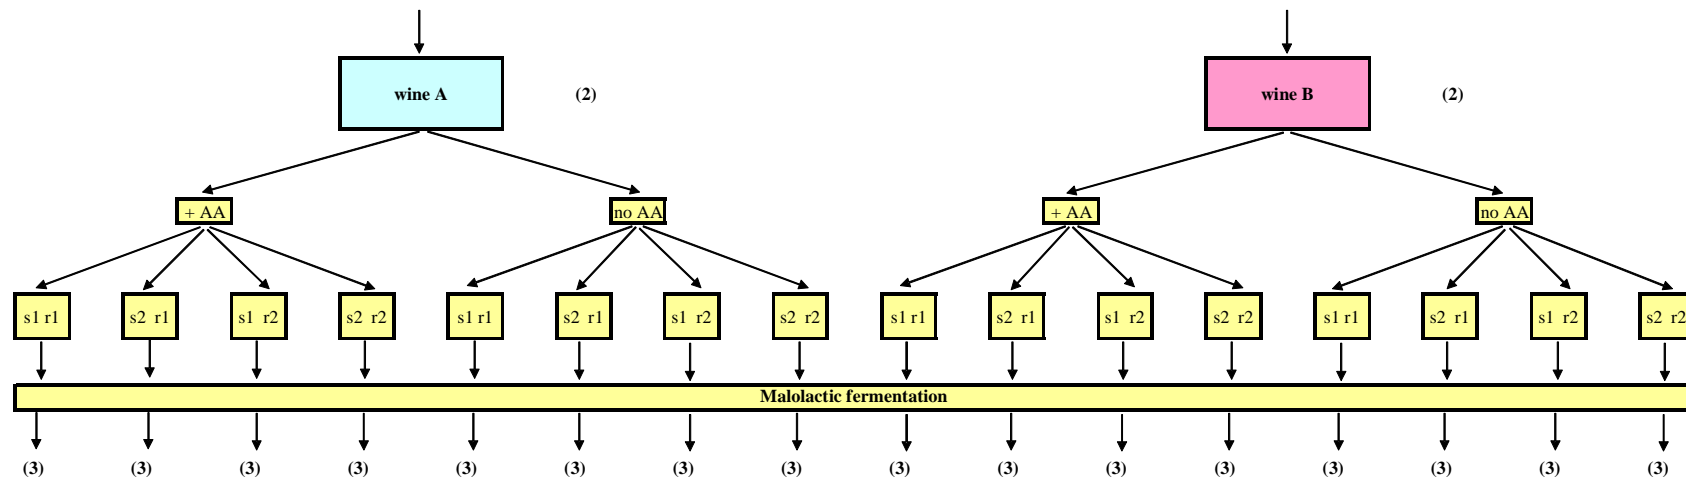 wine A (2) wine B (2)
+ AA no AA + AA no AA
s1 r1 s2 r1 s1 r2 s2 r2 s1 r1 s2 r1 s1 r2 s2 r2 s1 r1 s2 r1 s1 r2 s2 r2 s1 r1 s2 r1 s1 r2 s2 r2
Malolactic fermentation
(3) (3) (3) (3) (3) (3) (3) (3) (3) (3) (3) (3) (3) (3) (3) (3)